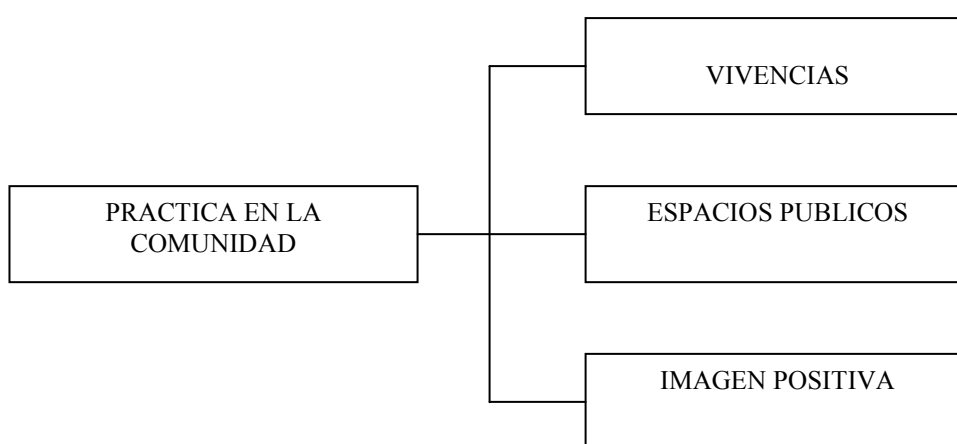 VIVENCIAS
PRACTICA EN LA
COMUNIDAD
ESPACIOS PUBLICOS
IMAGEN POSITIVA